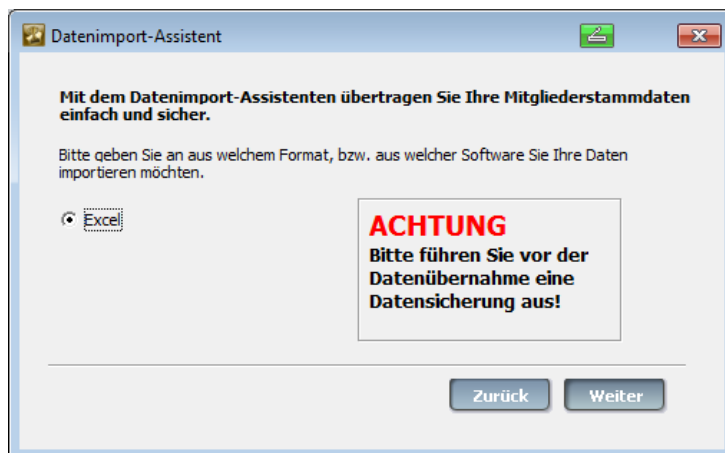 Datenimport-Assistent
Mit dem Datenimport-Assistenten übertragen Sie Ihre Mitgliederstammdaten
einfach und sicher.
Bitte geben Sie an aus welchem Format, bzw. aus welcher Software Sie Ihre Daten
importieren möchten.
Excel
ACHTUNG
Bitte führen Sie vor der
Datenübernahme eine
Datensicherung aus!
Zurück
Weiter